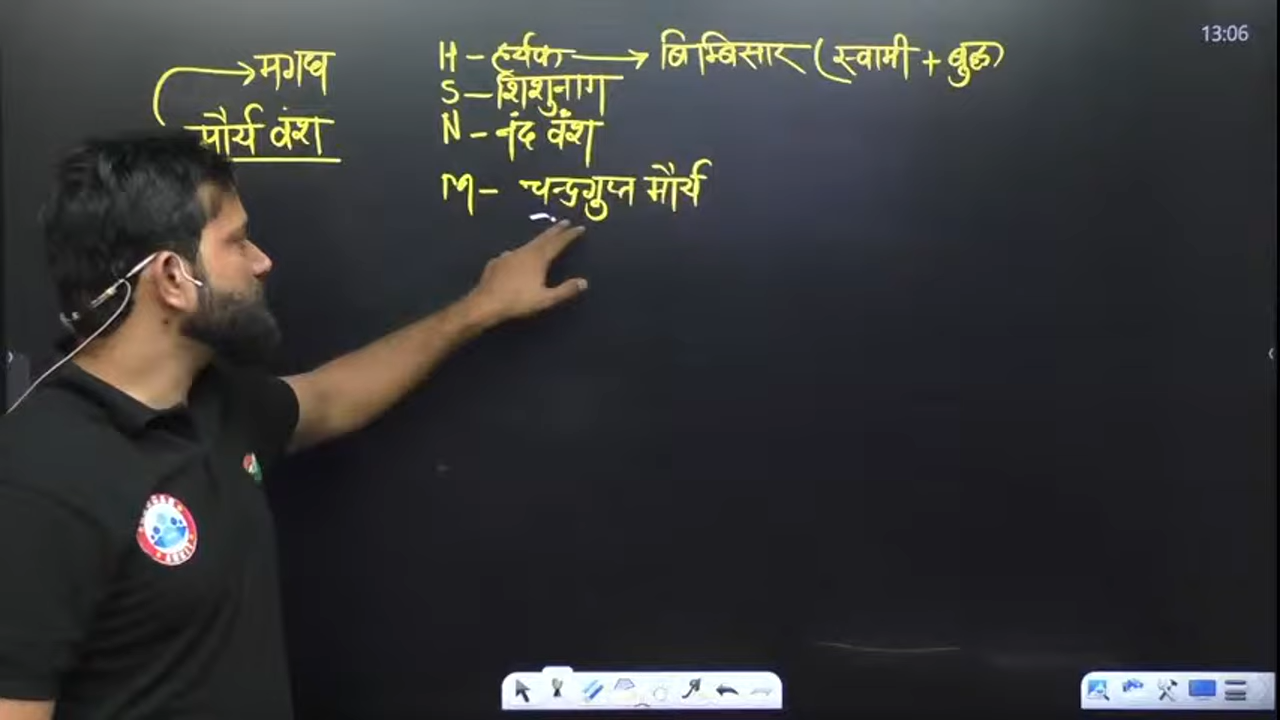 13:06
मगध
मौर्य वंश
H - हर्यक → बिम्बिसार (स्वामी + बुद्ध)
S - शिशुनाग
N - नंद वंश
M - चन्द्रगुप्त मौर्य